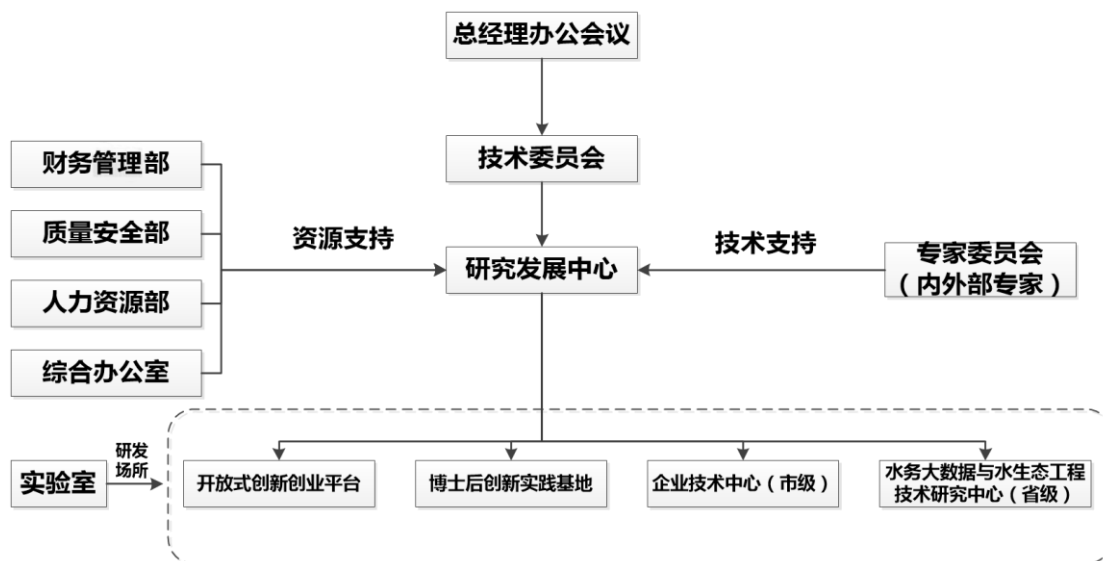 总经理办公会议
技术委员会
财务管理部
质量安全部
资源支持
技术支持
研究发展中心
专家委员会
（内外部专家）
人力资源部
综合办公室
实验室
研发
场所
开放式创新创业平台
博士后创新实践基地
企业技术中心（市级）
水务大数据与水生态工程
技术研究中心（省级）